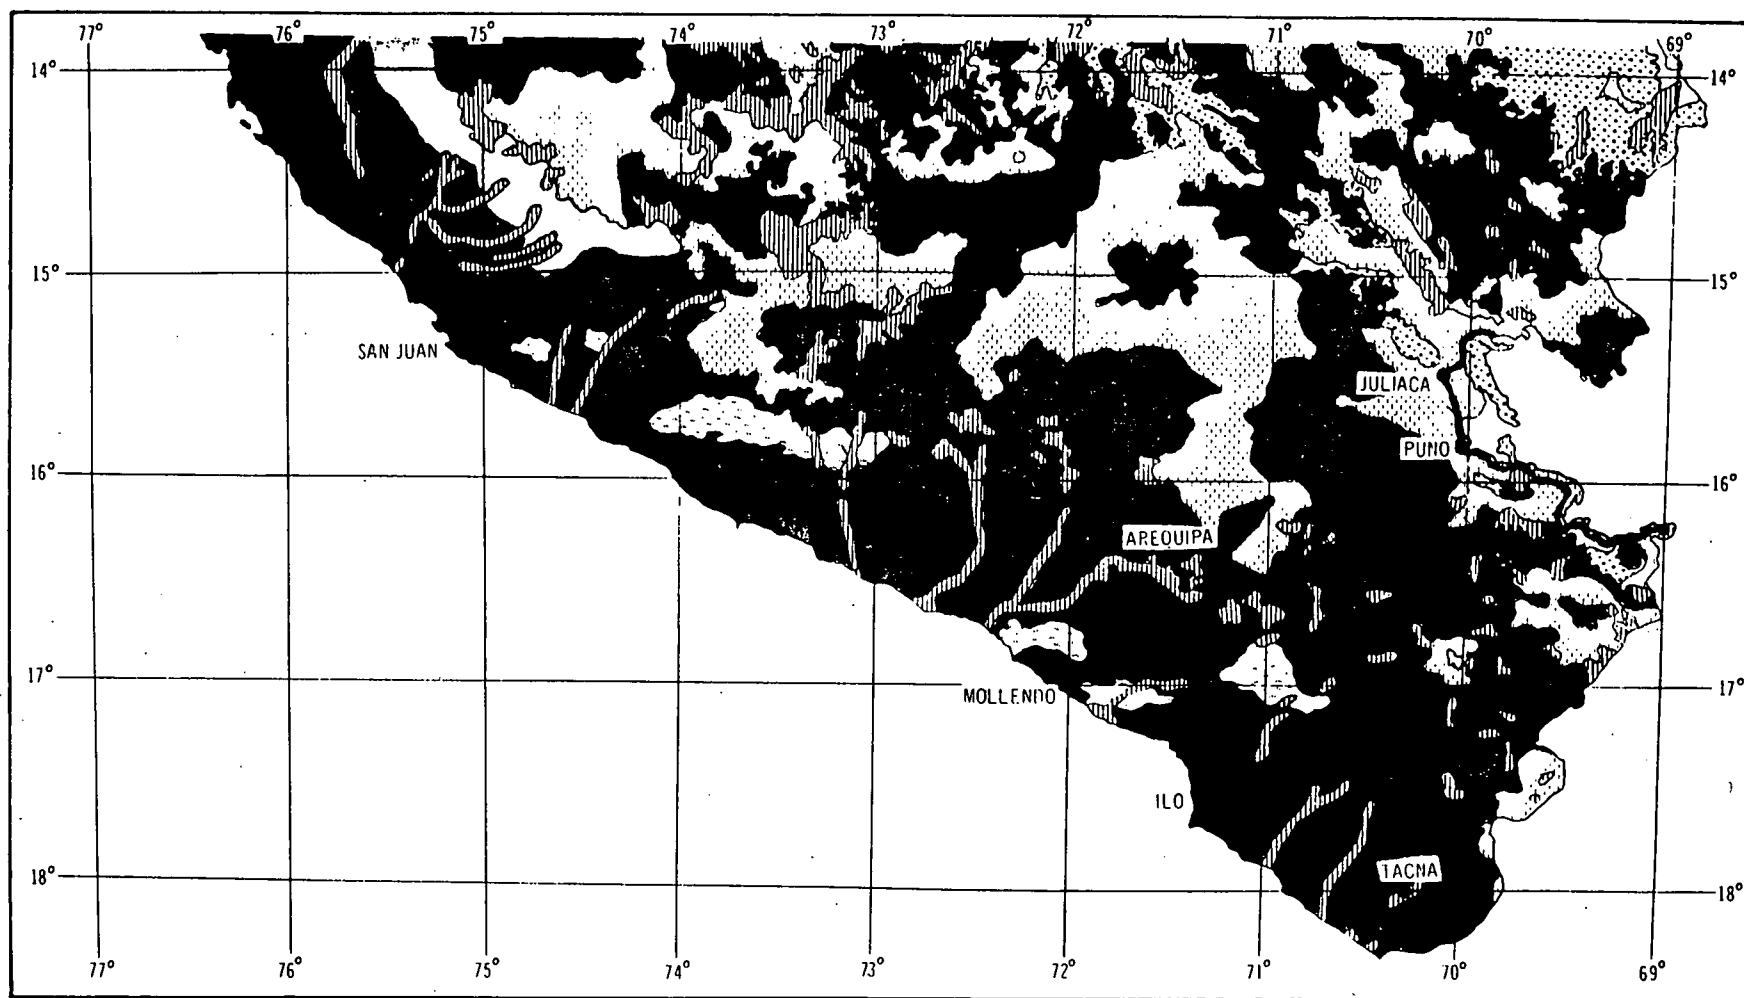 77° 76° 75° 74° 73° 72° 71° 70° 69°
14° 14°
15° 15°
SAN JUAN
JULIACA
PUNO
16° 16°
AREQUIPA
17° 17°
MOLLENDO
ILO
TACNA
18° 18°
77° 76° 75° 74° 73° 72° 71° 70° 69°